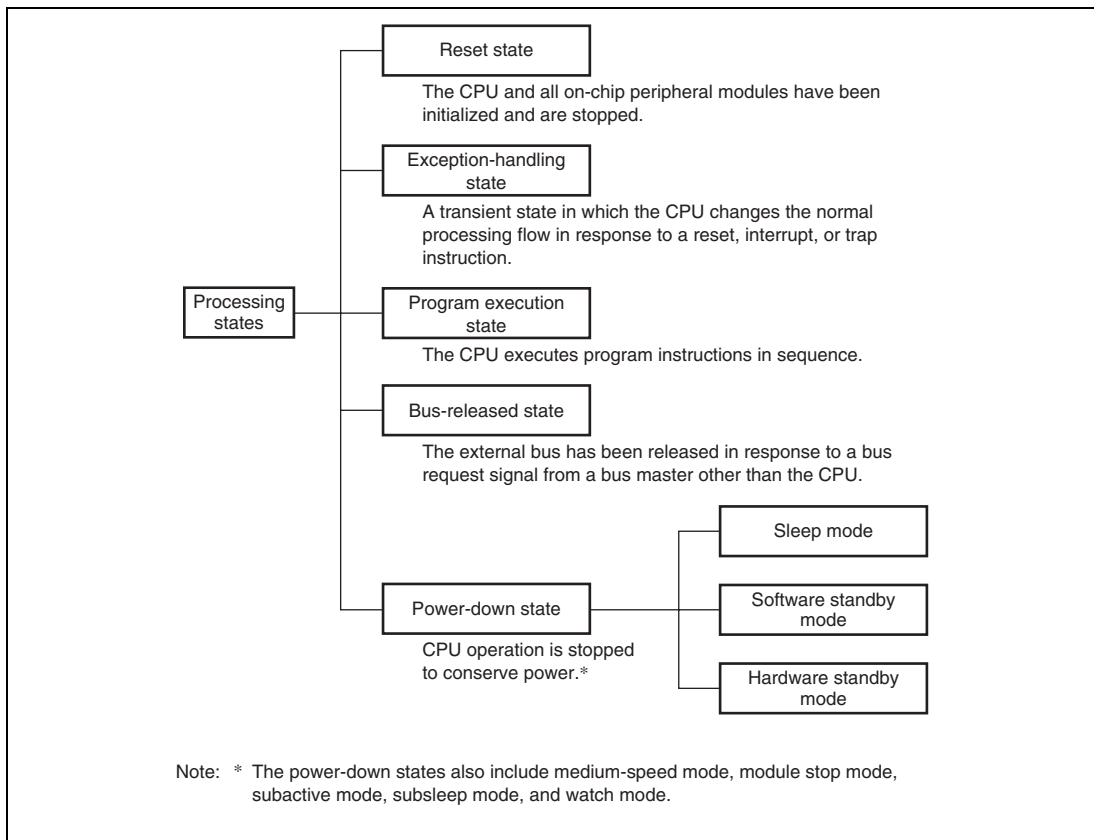 Reset state
The CPU and all on-chip peripheral modules have been
initialized and are stopped.
Exception-handling
state
A transient state in which the CPU changes the normal
processing flow in response to a reset, interrupt, or trap
instruction.
Processing
states
Program execution
state
The CPU executes program instructions in sequence.
Bus-released state
The external bus has been released in response to a bus
request signal from a bus master other than the CPU.
Power-down state
CPU operation is stopped
to conserve power.*
Sleep mode
Software standby
mode
Hardware standby
mode
Note: * The power-down states also include medium-speed mode, module stop mode,
subactive mode, subsleep mode, and watch mode.